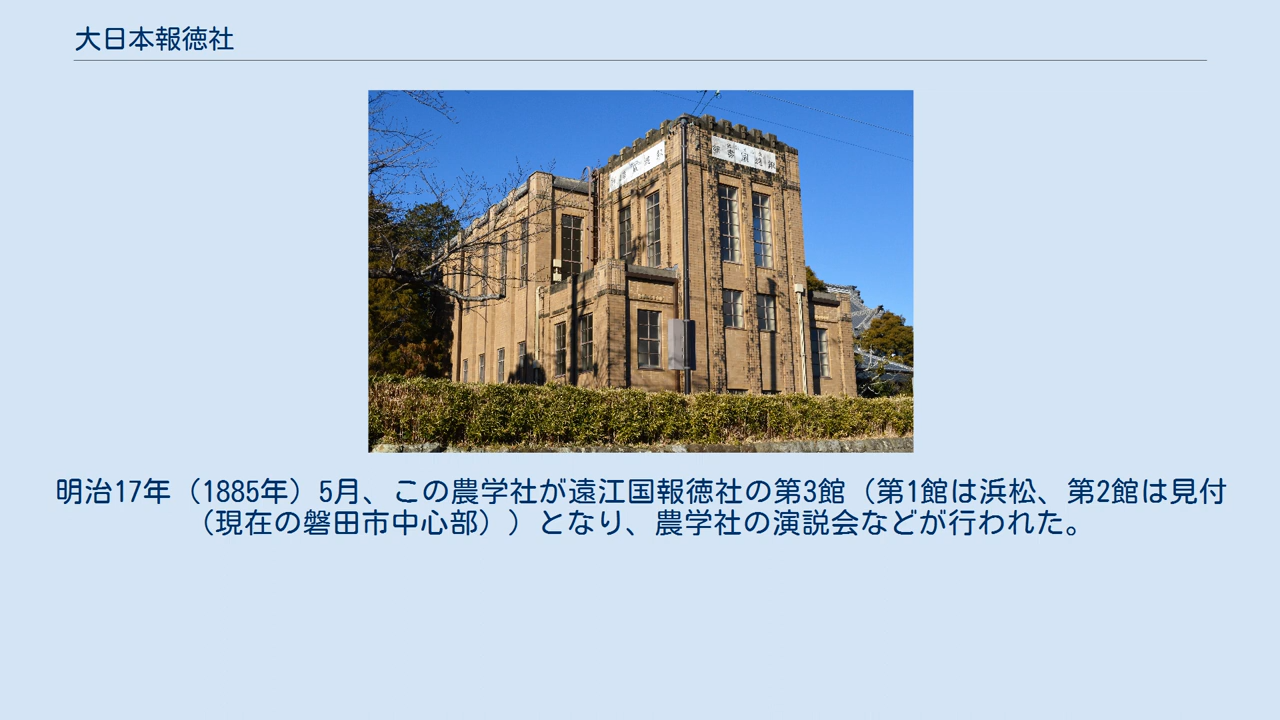 大日本報徳社
明治17年（1885年）5月、この農学社が遠江国報徳社の第3館（第1館は浜松、第2館は見付
（現在の磐田市中心部））となり、農学社の演説会などが行われた。